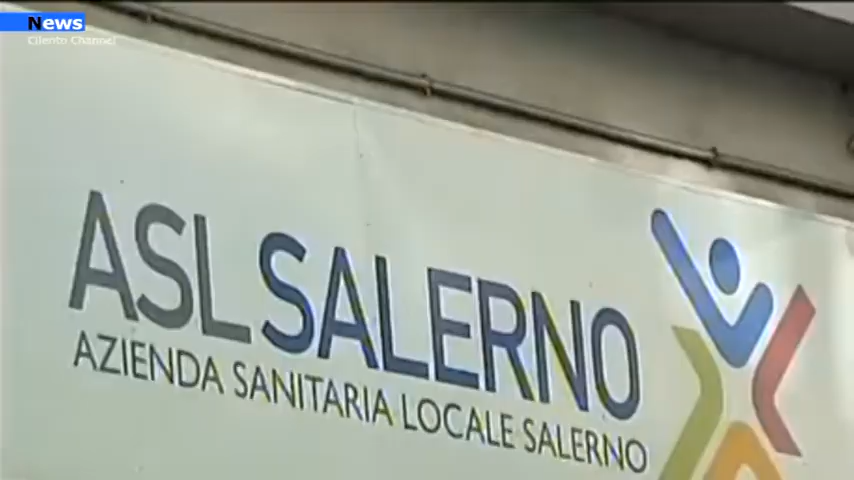 News
Cilento Channel
ASL SALERNO
AZIENDA SANITARIA LOCALE SALERNO